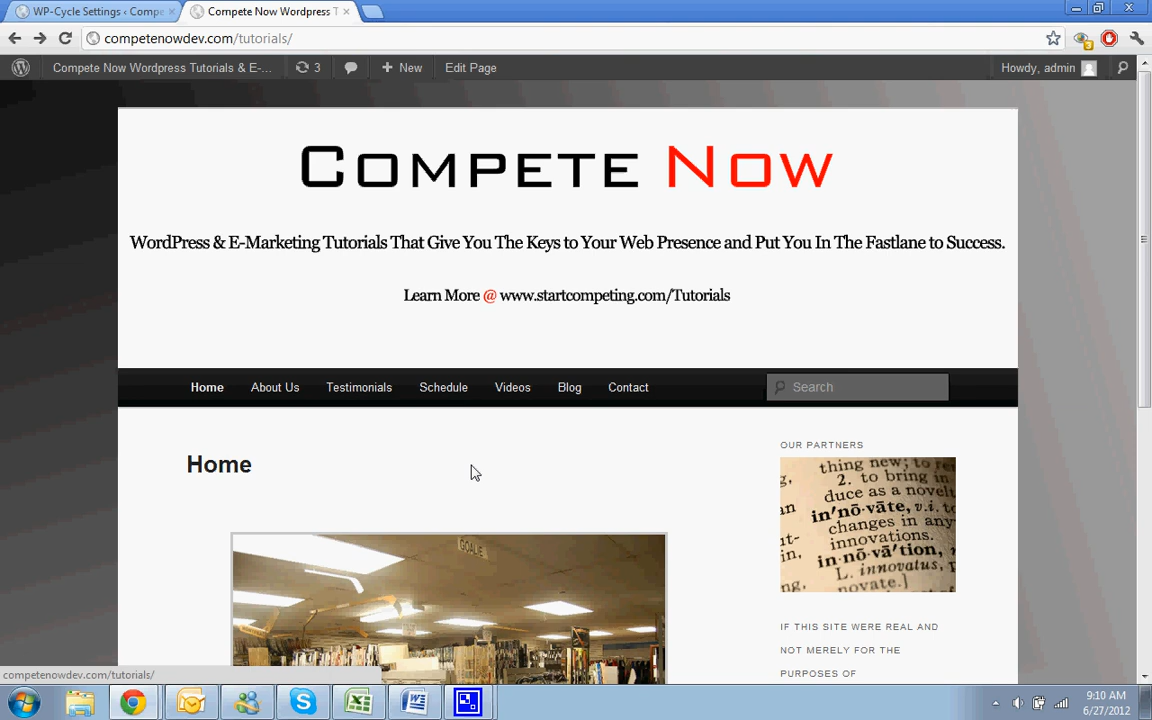 WP-Cycle Settings ‹ Compe
Compete Now Wordpress T
competenowdev.com/tutorials/
3
Compete Now Wordpress Tutorials & E-...
3
New
Edit Page
Howdy, admin
Compete Now
WordPress & E-Marketing Tutorials That Give You The Keys to Your Web Presence and Put You In The Fastlane to Success.
Learn More @ www.startcompeting.com/Tutorials
Home
About Us
Testimonials
Schedule
Videos
Blog
Contact
Search
Home
GOALIE
OUR PARTNERS
thing new; to re
2. to bring in
duce as a novelt
in′nō·vāte, v.i.
changes in any
innovations.
in·nō·vā′tion,
L. innovatus,
novate.]
IF THIS SITE WERE REAL AND
NOT MERELY FOR THE
PURPOSES OF
competenowdev.com/tutorials/
9:10 AM
6/27/2012